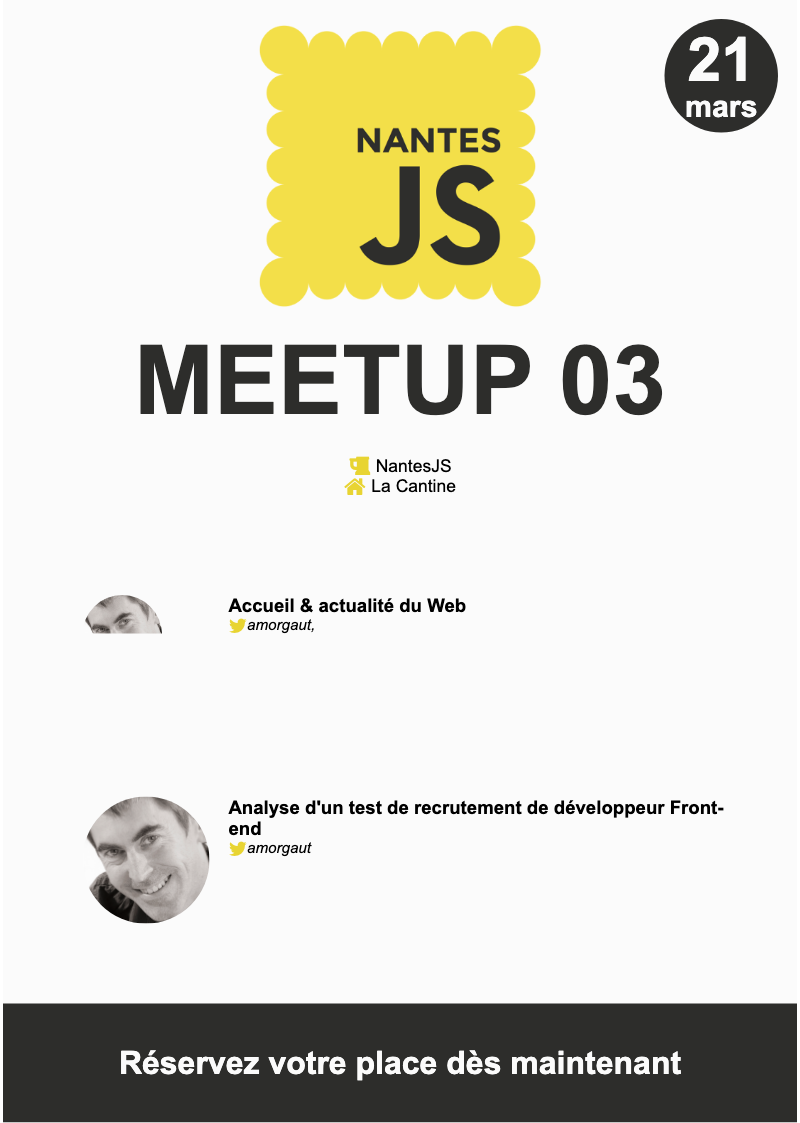 21
mars
NANTES
JS
MEETUP 03
NantesJS
La Cantine
Accueil & actualité du Web
amorgaut,
Analyse d'un test de recrutement de développeur Front-
end
amorgaut
Réservez votre place dès maintenant